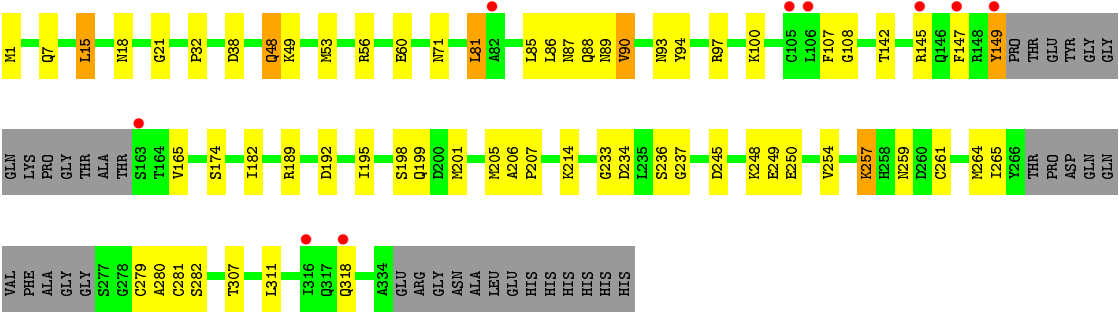 M1 Q7 L15 N18 G21 P32 D38 Q48 K49 M53 R56 E60 N71 L81 A82 L85 L86 N87 Q88 N89 V90 N93 Y94 R97 K100 C105 L106 F107 G108 T142 R145 Q146 F147 R148 Y149 PRO THR GLU TYR GLY GLY
GLN LYS PRO GLY THR ALA THR S163 T164 V165 S174 I182 R189 D192 I195 S198 Q199 D200 M201 M205 A206 P207 K214 G233 D234 L235 S236 G237 D245 K248 E249 E250 V254 K257 H258 N259 D260 C261 M264 I265 Y266 THR PRO ASP GLN GLN
VAL PHE ALA GLY GLY S277 G278 C279 A280 C281 S282 T307 L311 I316 Q317 Q318 A334 GLU ARG GLY ASN ALA LEU GLU HIS HIS HIS HIS HIS HIS